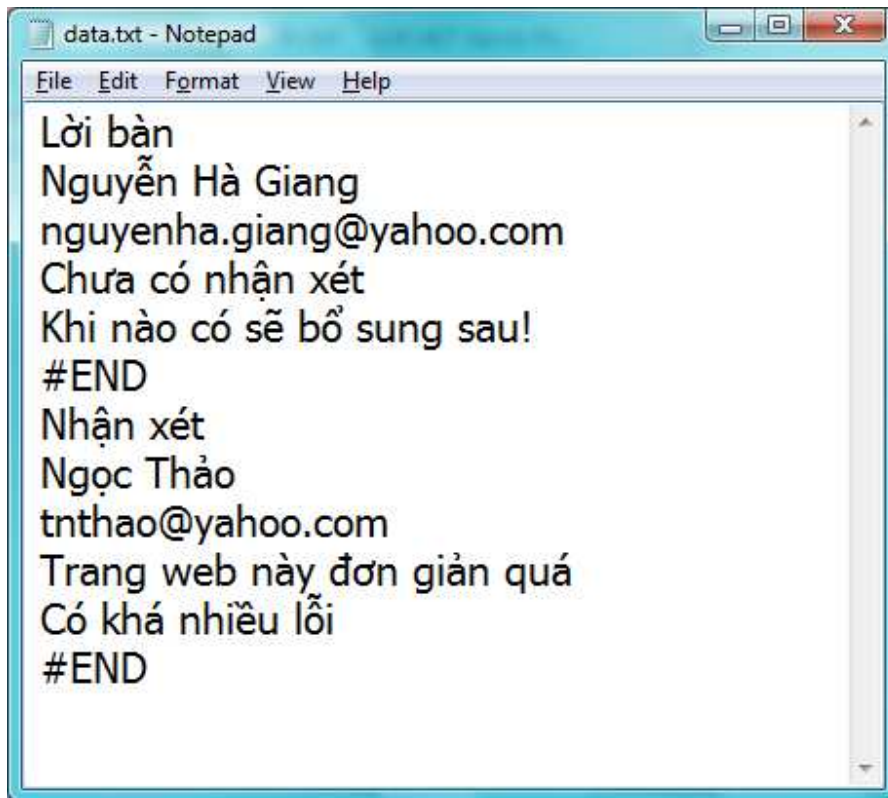 data.txt - Notepad
File Edit Format View Help
Lời bàn
Nguyễn Hà Giang
nguyenha.giang@yahoo.com
Chưa có nhận xét
Khi nào có sẽ bổ sung sau!
#END
Nhận xét
Ngọc Thảo
tnthao@yahoo.com
Trang web này đơn giản quá
Có khá nhiều lỗi
#END